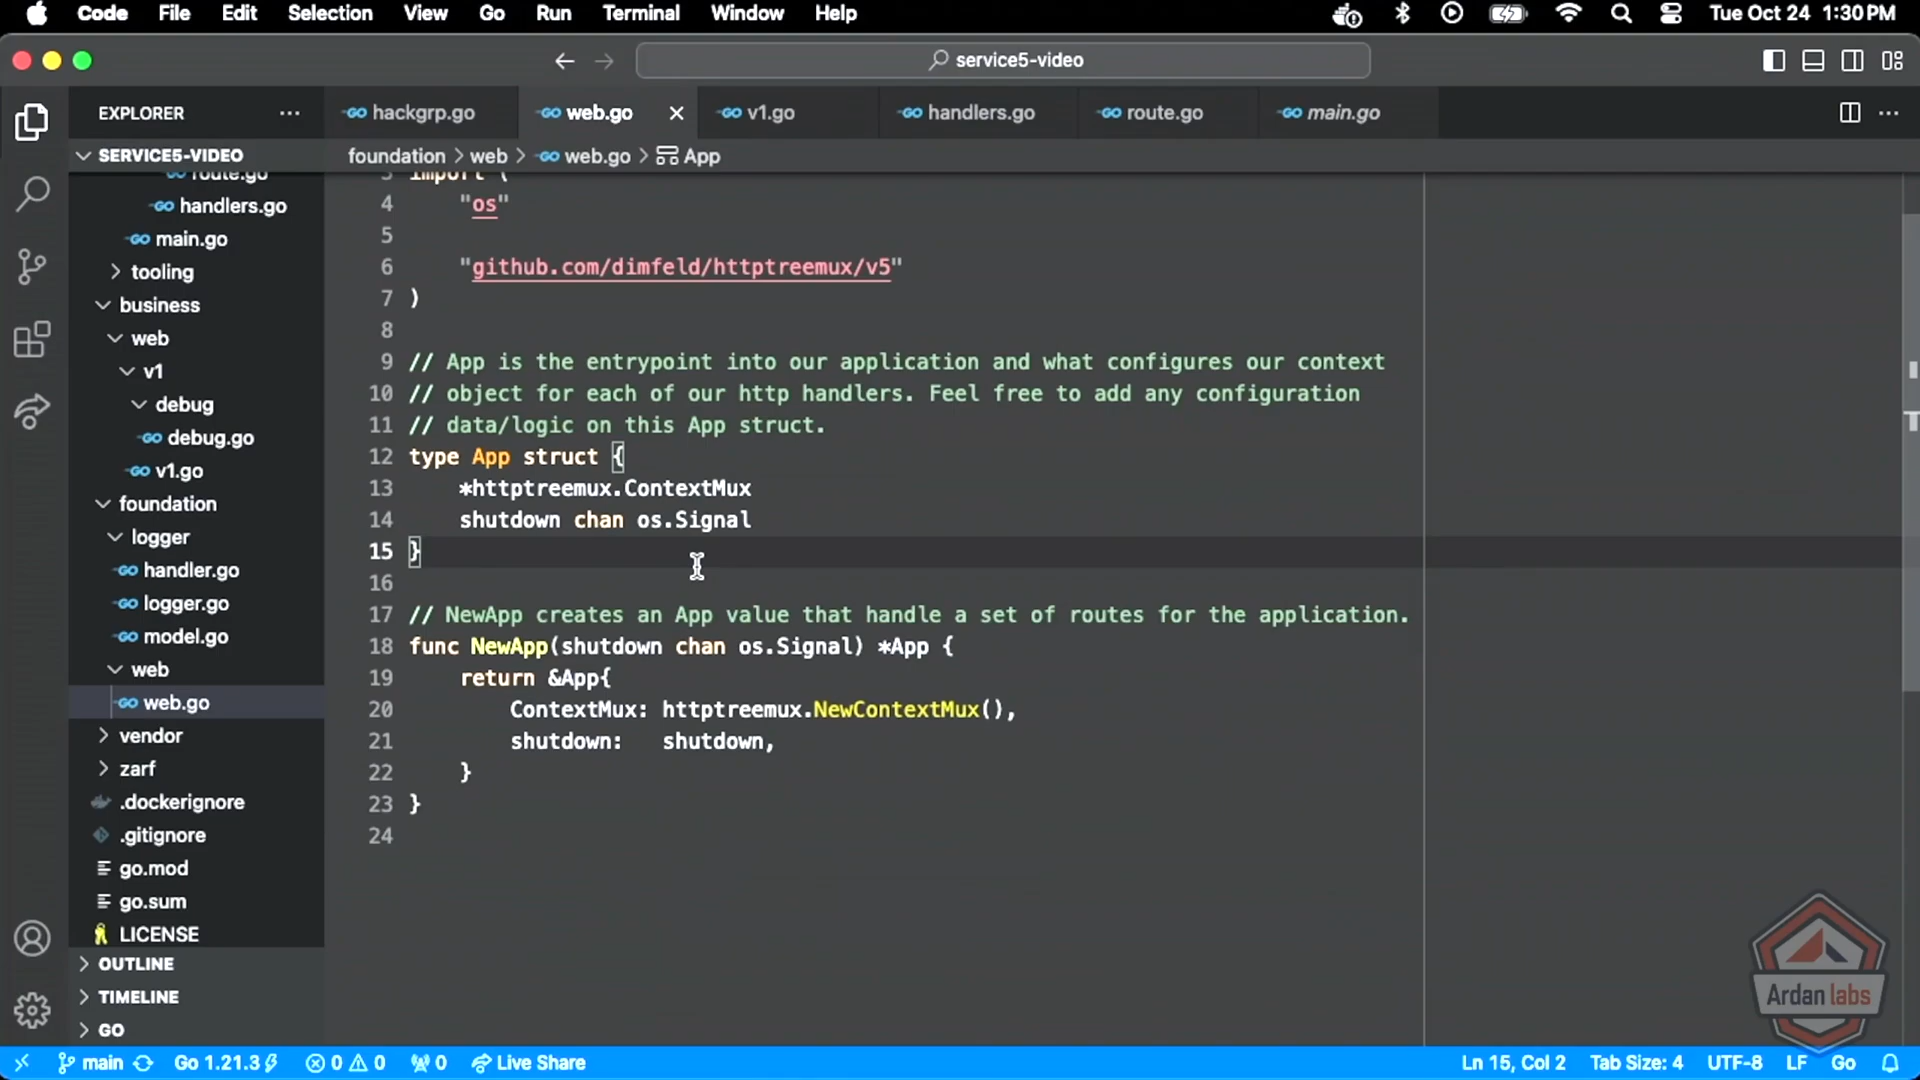 Code File Edit Selection View Go Run Terminal Window Help Tue Oct 24 1:30 PM
service5-video
EXPLORER
hackgrp.go web.go v1.go handlers.go route.go main.go
SERVICE5-VIDEO
foundation > web > web.go > App
route.go
handlers.go
main.go
tooling
business
web
v1
debug
debug.go
v1.go
foundation
logger
handler.go
logger.go
model.go
web
web.go
vendor
zarf
.dockerignore
.gitignore
go.mod
go.sum
LICENSE
OUTLINE
TIMELINE
GO
3 import (
4 "os"
5
6 "github.com/dimfeld/httptreemux/v5"
7 )
8
9 // App is the entrypoint into our application and what configures our context
10 // object for each of our http handlers. Feel free to add any configuration
11 // data/logic on this App struct.
12 type App struct {
13 *httptreemux.ContextMux
14 shutdown chan os.Signal
15 }
16
17 // NewApp creates an App value that handle a set of routes for the application.
18 func NewApp(shutdown chan os.Signal) *App {
19 return &App{
20 ContextMux: httptreemux.NewContextMux(),
21 shutdown: shutdown,
22 }
23 }
24
Ardan labs
main Go 1.21.3 0 0 0 Live Share Ln 15, Col 2 Tab Size: 4 UTF-8 LF Go